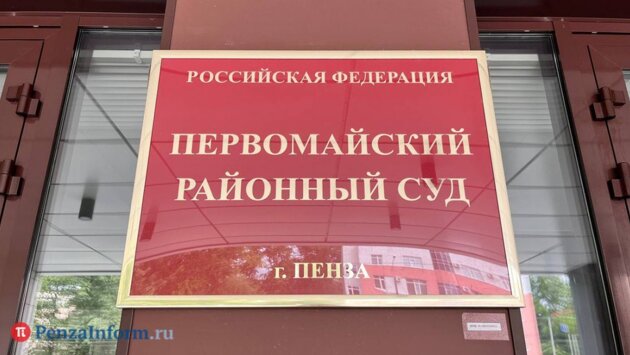 РОССИЙСКАЯ ФЕДЕРАЦИЯ
ПЕРВОМАЙСКИЙ
РАЙОННЫЙ СУД
г. ПЕНЗА
PenzaInform.ru